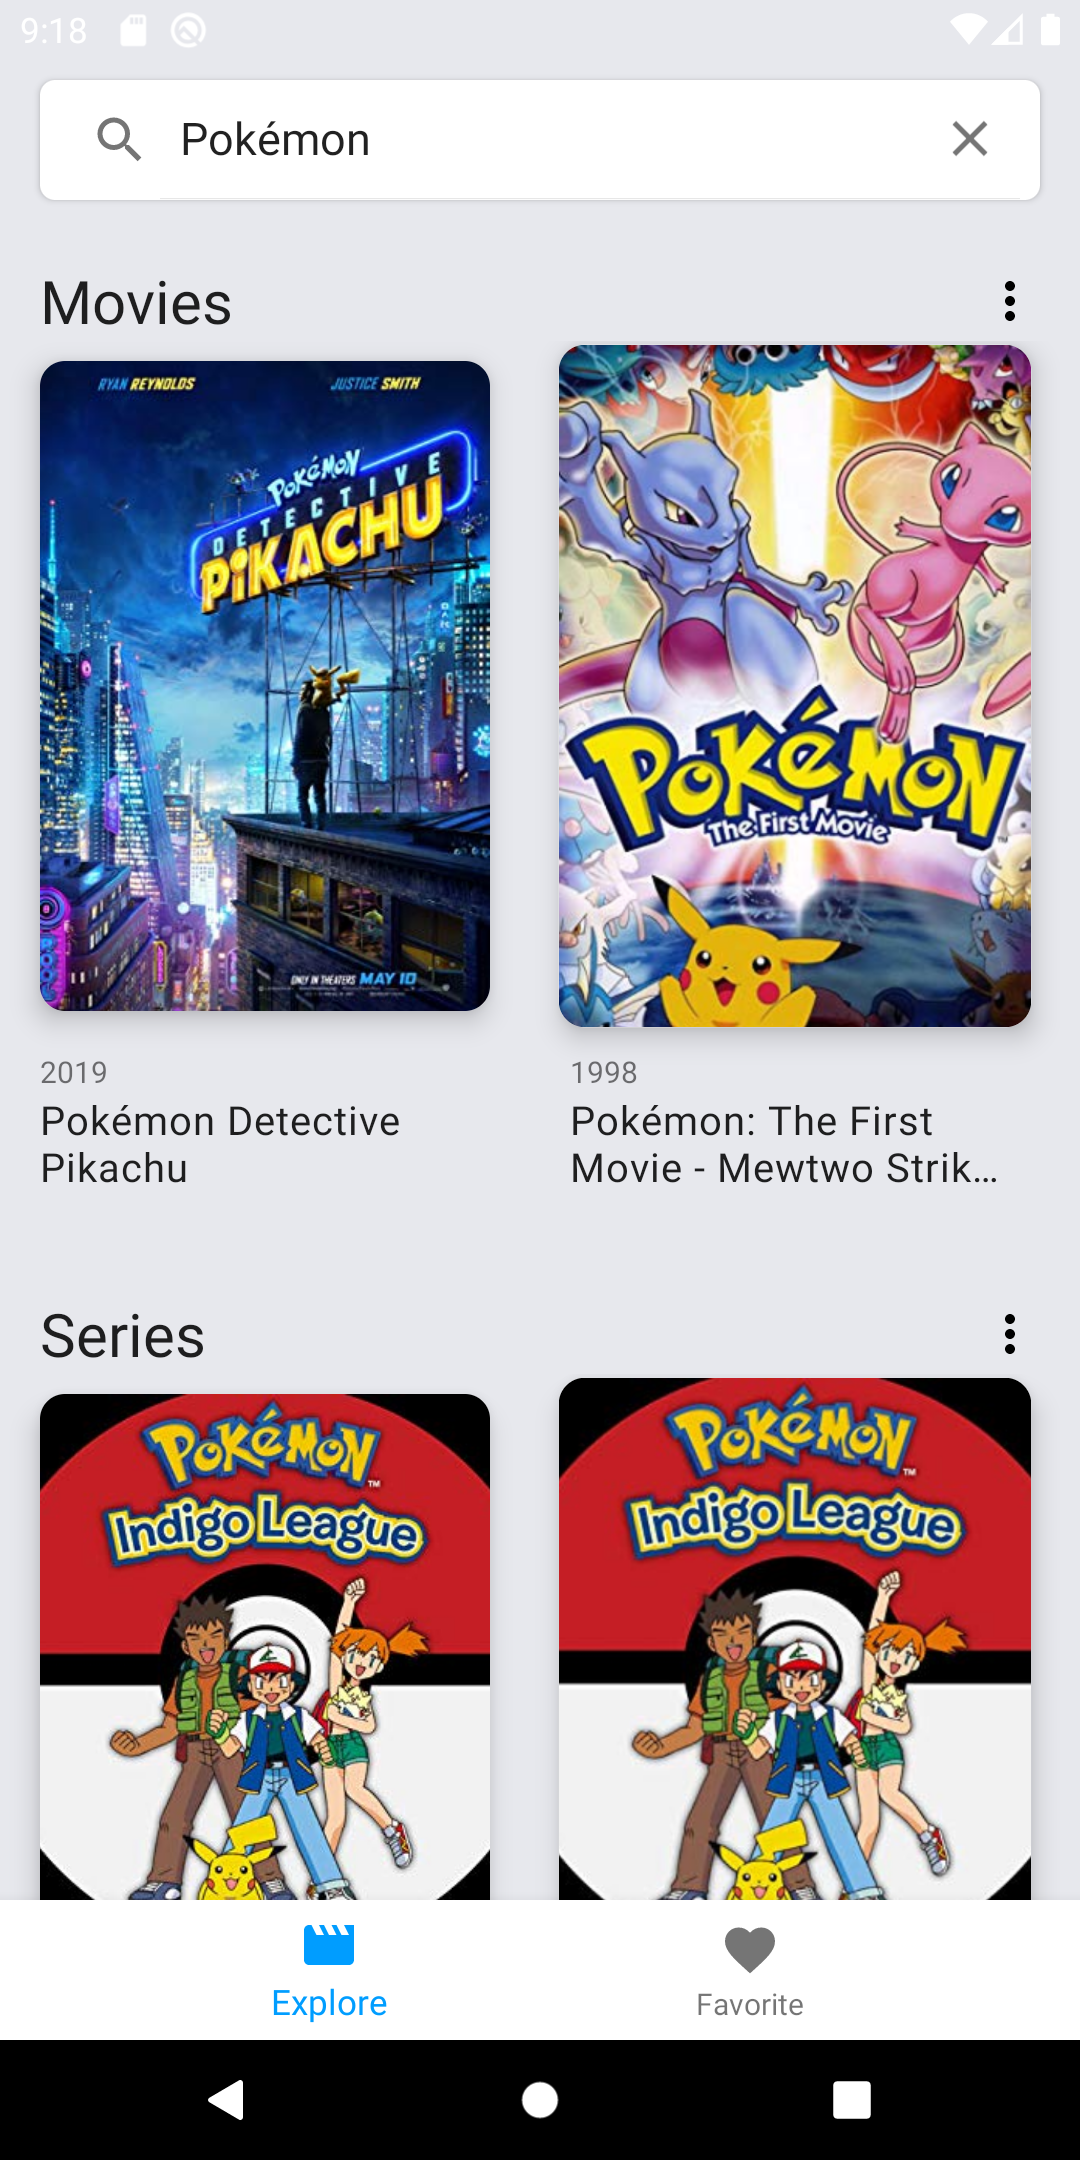 9:18
Pokémon
Movies
RYAN REYNOLDS
JUSTICE SMITH
POKéMON
DETECTIVE
PiKACHU
ONLY IN THEATERS MAY 10
POKéMON
The First Movie
2019
1998
Pokémon Detective
Pikachu
Pokémon: The First
Movie - Mewtwo Strik...
Series
POKéMON
TM
Indigo League
POKéMON
TM
Indigo League
Explore
Favorite